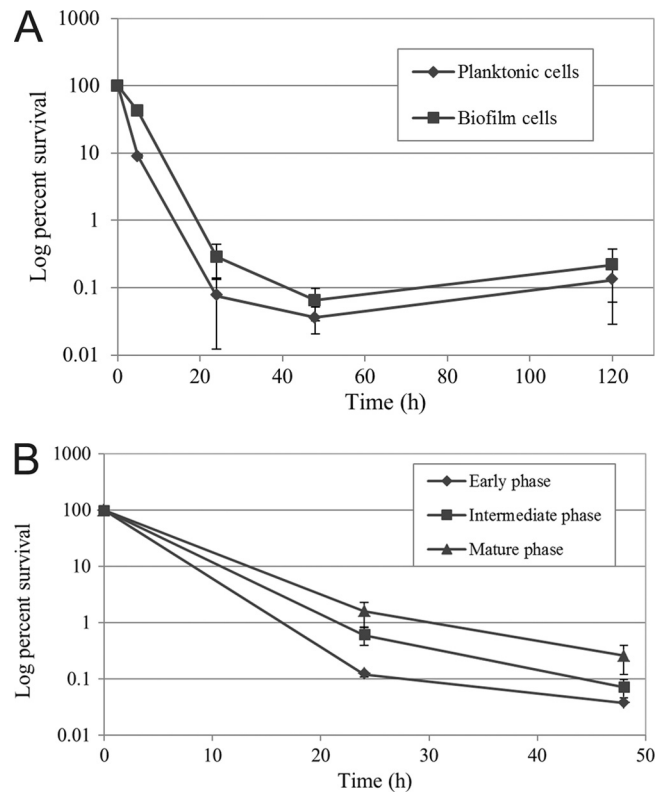 A
1000
100
10
1
0.1
0.01
Log percent survival
Planktonic cells
Biofilm cells
0 20 40 60 80 100 120
Time (h)
B
1000
100
10
1
0.1
0.01
Log percent survival
Early phase
Intermediate phase
Mature phase
0 10 20 30 40 50
Time (h)